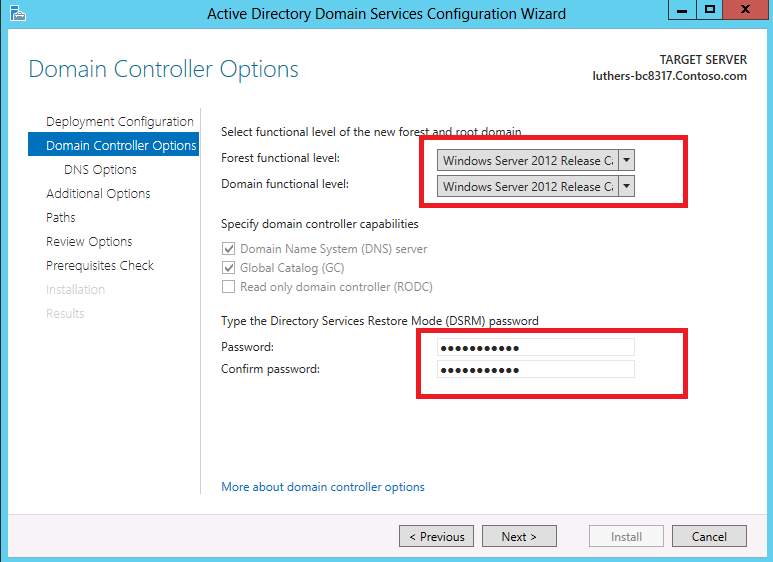 Active Directory Domain Services Configuration Wizard
Domain Controller Options
TARGET SERVER
luthers-bc8317.Contoso.com
Deployment Configuration
Domain Controller Options
DNS Options
Additional Options
Paths
Review Options
Prerequisites Check
Installation
Results
Select functional level of the new forest and root domain
Forest functional level:
Windows Server 2012 Release Ca
Domain functional level:
Windows Server 2012 Release Ca
Specify domain controller capabilities
Domain Name System (DNS) server
Global Catalog (GC)
Read only domain controller (RODC)
Type the Directory Services Restore Mode (DSRM) password
Password:
●●●●●●●●●●●
Confirm password:
●●●●●●●●●●●
More about domain controller options
< Previous
Next >
Install
Cancel